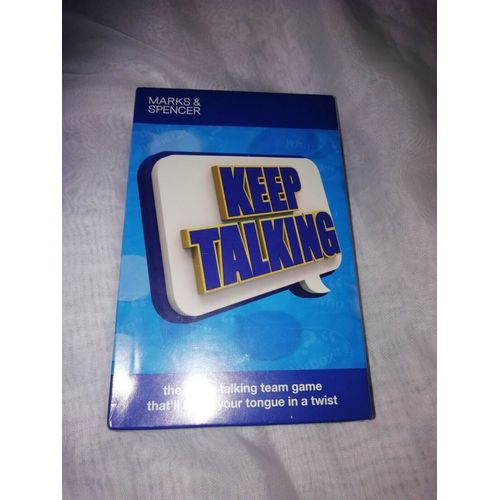 MARKS &
SPENCER
KEEP
TALKING
the talking team game
that'll your tongue in a twist